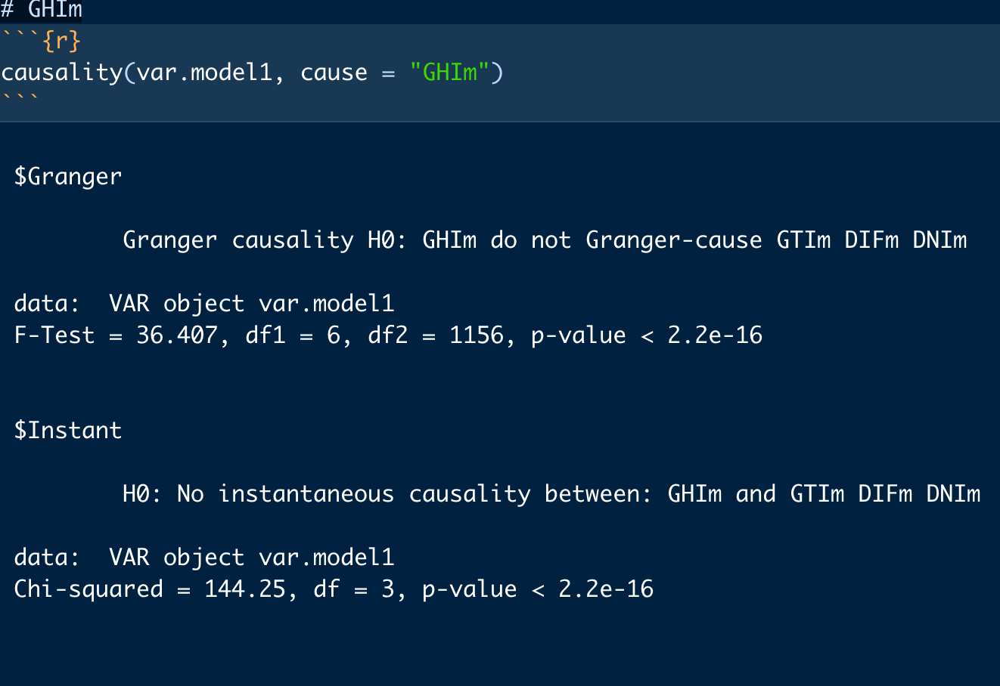 # GHIm
```{r}
causality(var.model1, cause = "GHIm")
```
$Granger
Granger causality H0: GHIm do not Granger-cause GTIm DIFm DNIm
data:  VAR object var.model1
F-Test = 36.407, df1 = 6, df2 = 1156, p-value < 2.2e-16
$Instant
H0: No instantaneous causality between: GHIm and GTIm DIFm DNIm
data:  VAR object var.model1
Chi-squared = 144.25, df = 3, p-value < 2.2e-16